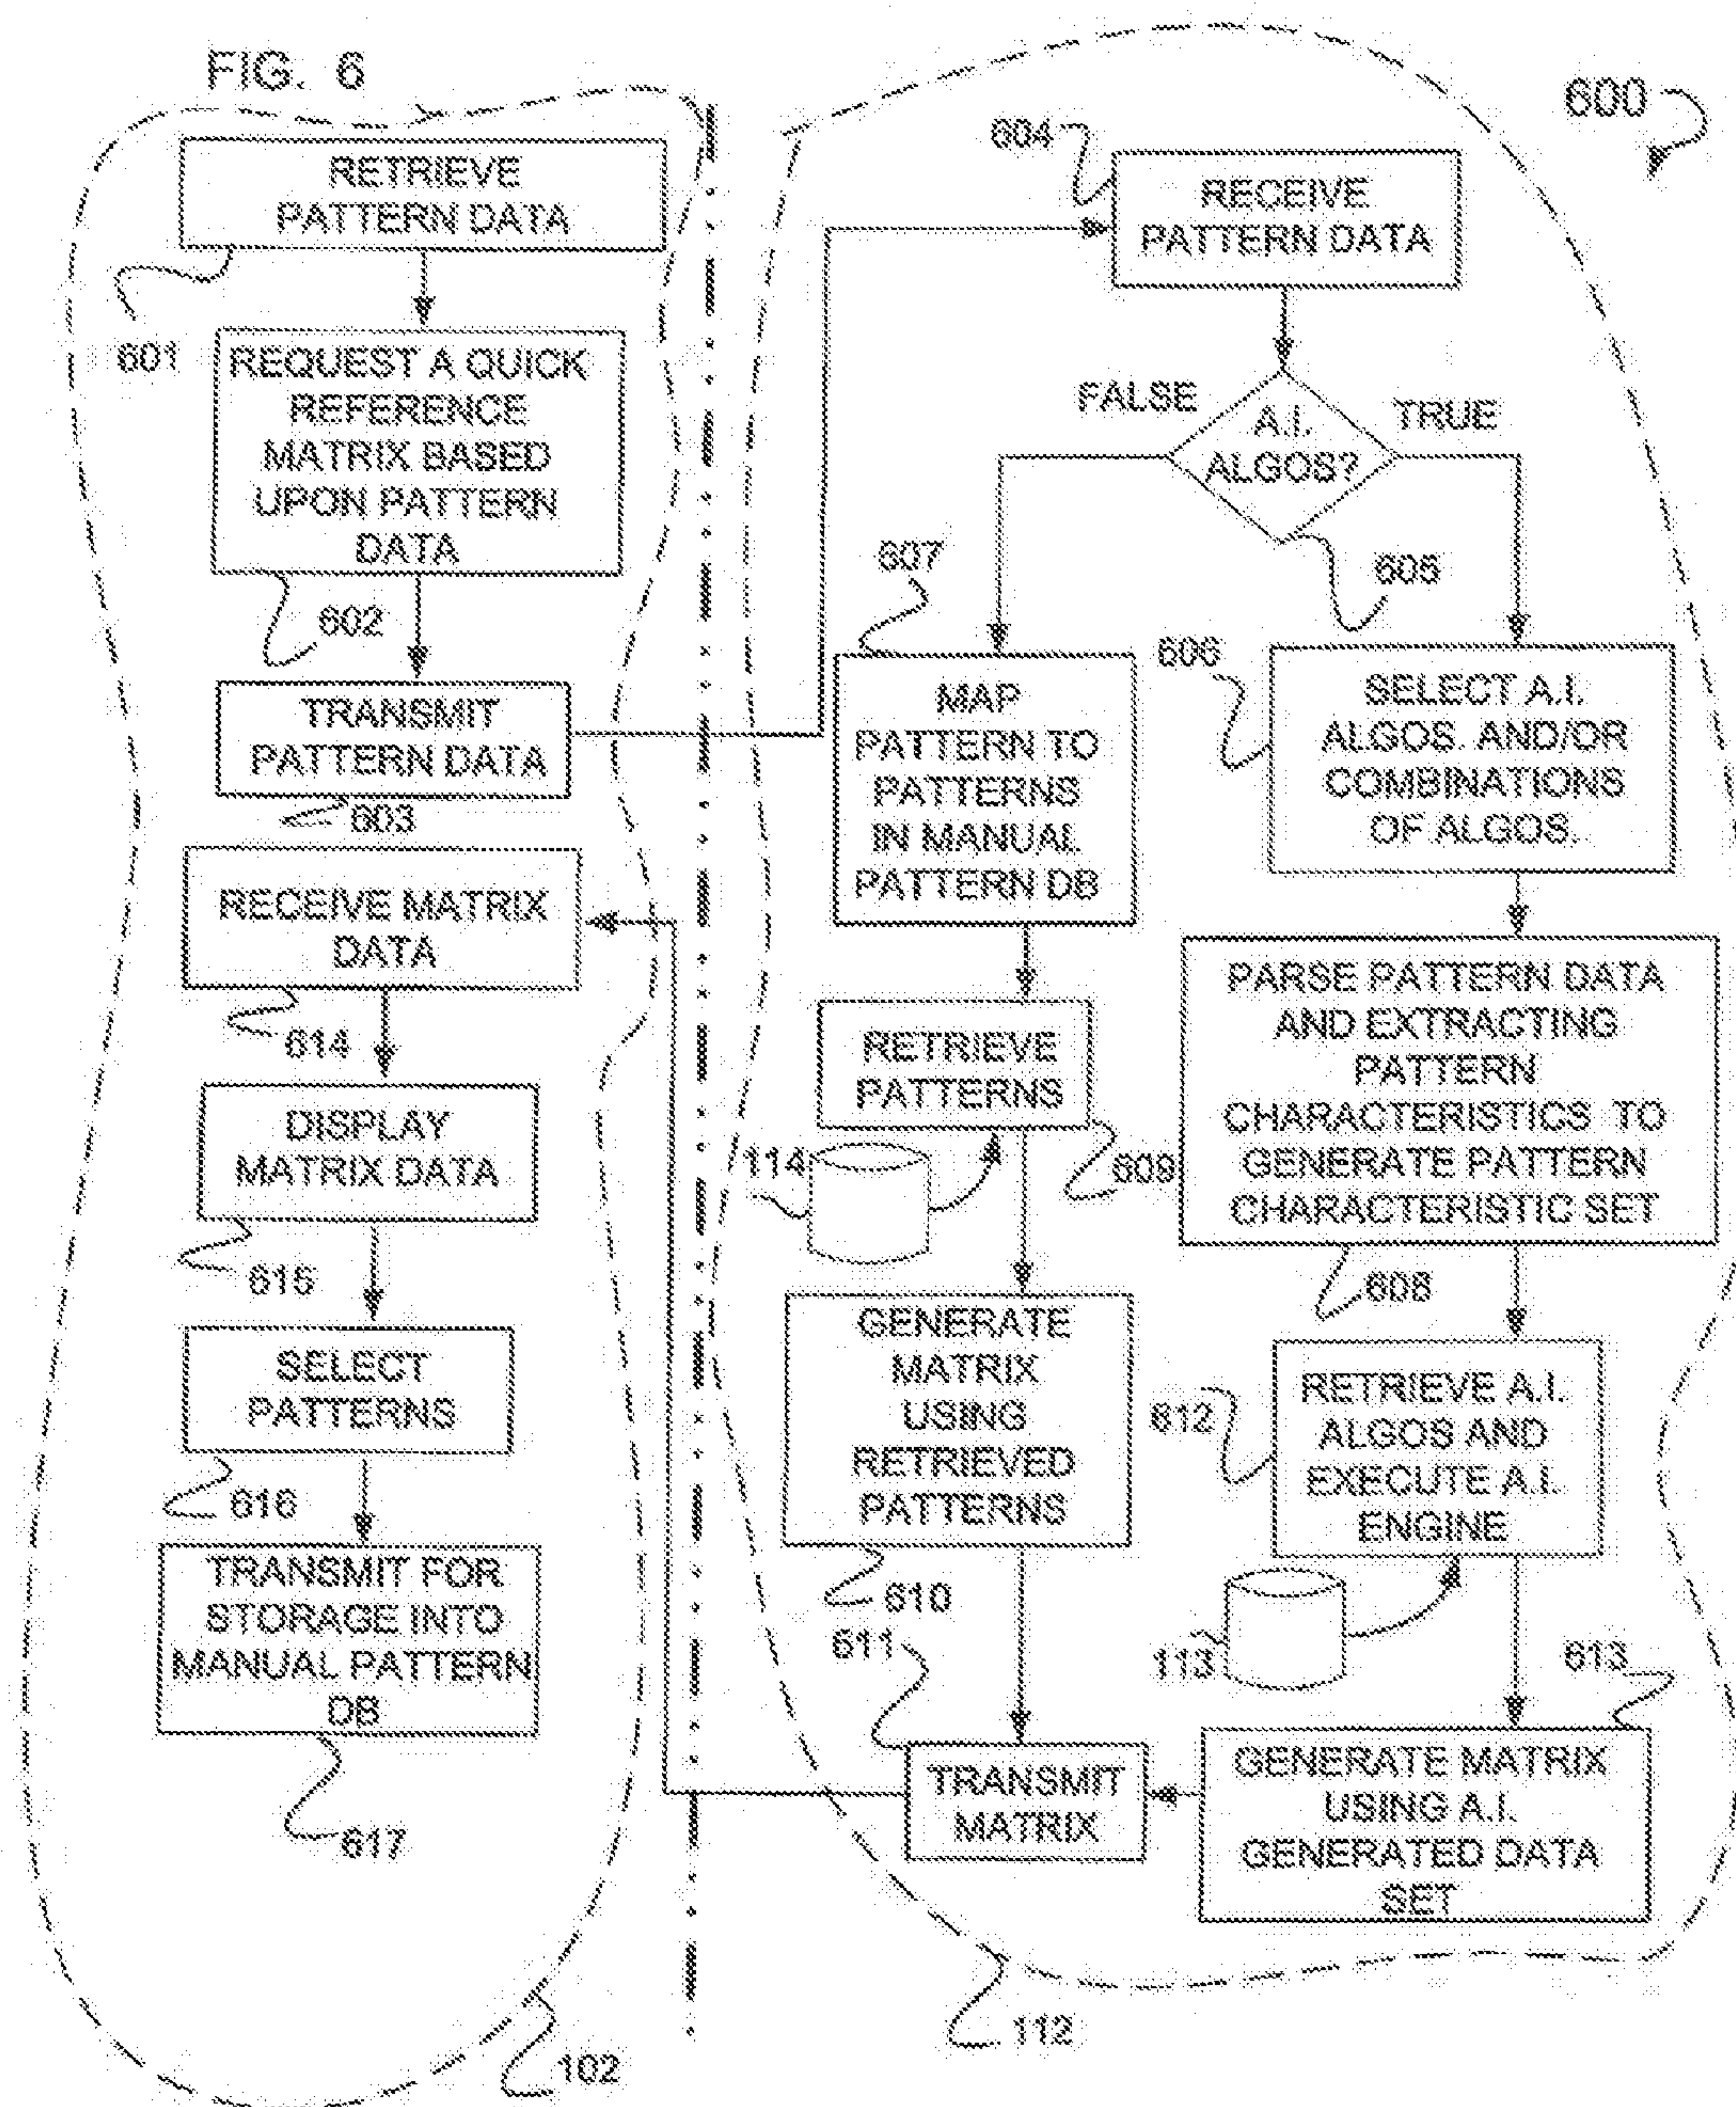 FIG. 6
600
RETRIEVE
PATTERN DATA
601
REQUEST A QUICK
REFERENCE
MATRIX BASED
UPON PATTERN
DATA
602
TRANSMIT
PATTERN DATA
603
RECEIVE MATRIX
DATA
614
DISPLAY
MATRIX DATA
615
SELECT
PATTERNS
616
TRANSMIT FOR
STORAGE INTO
MANUAL PATTERN
DB
617
102
604
RECEIVE
PATTERN DATA
FALSE
A.I.
ALGOS?
TRUE
605
607
MAP
PATTERN TO
PATTERNS
IN MANUAL
PATTERN DB
RETRIEVE
PATTERNS
114
609
GENERATE
MATRIX
USING
RETRIEVED
PATTERNS
610
611
TRANSMIT
MATRIX
606
SELECT A.I.
ALGOS. AND/OR
COMBINATIONS
OF ALGOS.
PARSE PATTERN DATA
AND EXTRACTING
PATTERN
CHARACTERISTICS TO
GENERATE PATTERN
CHARACTERISTIC SET
608
612
RETRIEVE A.I.
ALGOS AND
EXECUTE A.I.
ENGINE
113
613
GENERATE MATRIX
USING A.I.
GENERATED DATA
SET
112